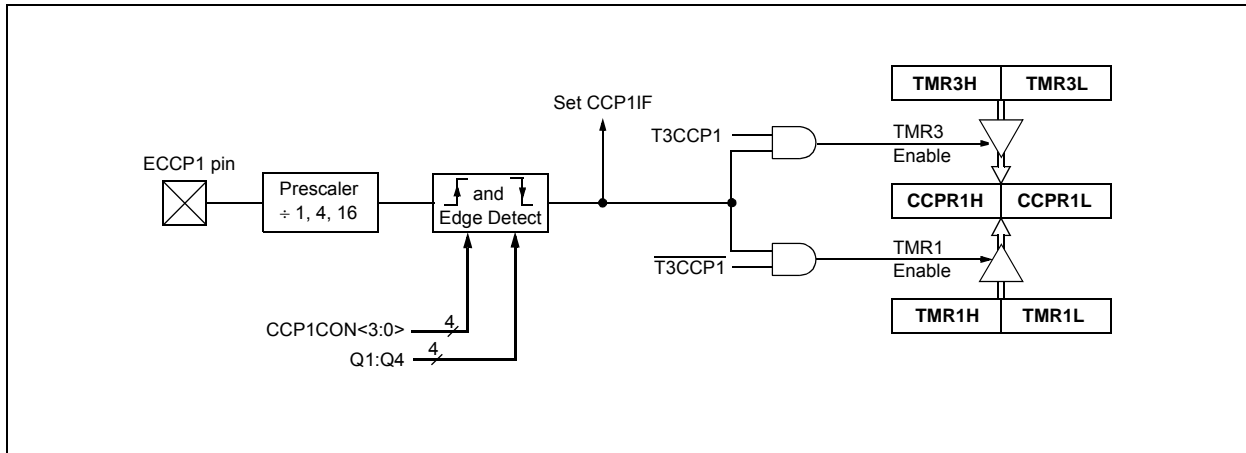 TMR3H TMR3L
Set CCP1IF
T3CCP1
TMR3
Enable
ECCP1 pin
Prescaler
÷ 1, 4, 16
and
Edge Detect
CCPR1H CCPR1L
T3CCP1
TMR1
Enable
TMR1H TMR1L
CCP1CON<3:0>
4
Q1:Q4
4